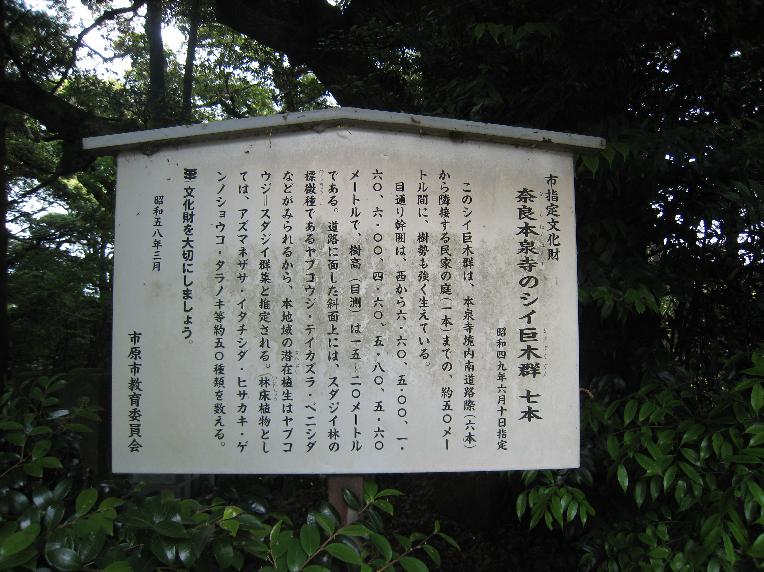 市指定文化財
奈良本泉寺のシイ巨木群 七本
昭和四九年六月十日指定
このシイ巨木群は、本泉寺境内南道路際(六本)
から隣接する民家の庭(一本)までの、約五〇メー
トル間に、樹勢も強く生えている。
目通り幹囲は、西から六・六〇、五・〇〇、一・
六〇、六・〇〇、四・六〇、五・八〇、五・六〇
メートルで、樹高(目測)は一五~二〇メートル
である。道路に面した斜面上には、スダジイ林の
標徴種であるヤブコウジ・テイカズラ・ベニシダ
などがみられるから、本地域の潜在植生はヤブコ
ウジ=スダジイ群集と推定される。林床植物とし
ては、アズマネザサ・イタチシダ・ヒサカキ・ゲ
ンノショウコ・タラノキ等約五〇種類を数える。
文化財を大切にしましょう。
昭和五八年三月
市原市教育委員会